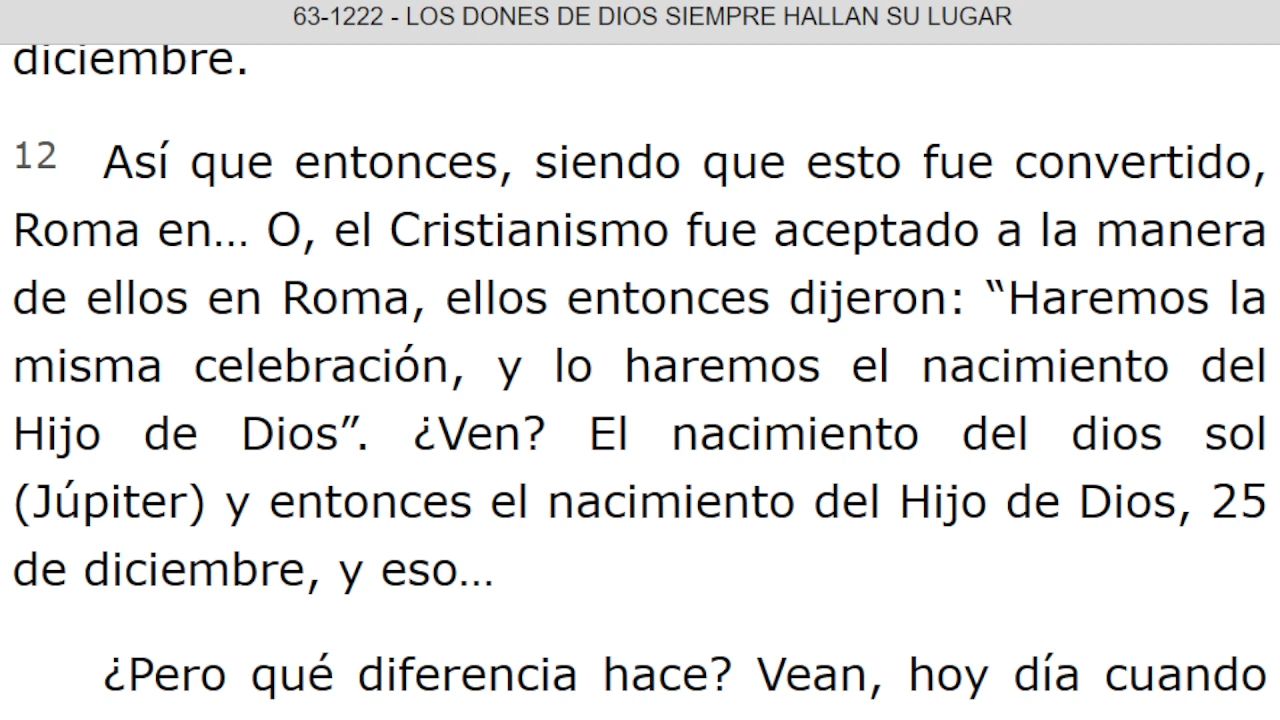 63-1222 - LOS DONES DE DIOS SIEMPRE HALLAN SU LUGAR
diciembre.
12 Así que entonces, siendo que esto fue convertido,
Roma en... O, el Cristianismo fue aceptado a la manera
de ellos en Roma, ellos entonces dijeron: “Haremos la
misma celebración, y lo haremos el nacimiento del
Hijo de Dios”. ¿Ven? El nacimiento del dios sol
(Júpiter) y entonces el nacimiento del Hijo de Dios, 25
de diciembre, y eso...
¿Pero qué diferencia hace? Vean, hoy día cuando